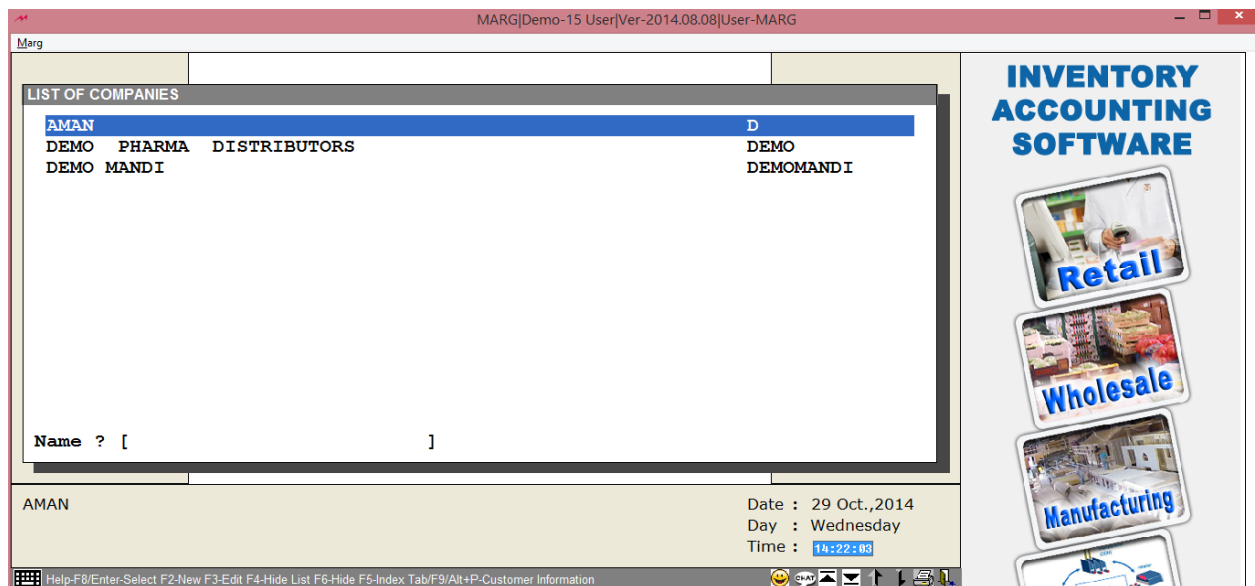 MARG|Demo-15 User|Ver-2014.08.08|User-MARG
Marg
LIST OF COMPANIES
AMAN D
DEMO PHARMA DISTRIBUTORS DEMO
DEMO MANDI DEMOMANDI
Name ? [ ]
AMAN
Date : 29 Oct.,2014
Day : Wednesday
Time : 14:22:03
Help-F8/Enter-Select F2-New F3-Edit F4-Hide List F6-Hide F5-Index Tab/F9/Alt+P-Customer Information
CHAT
INVENTORY
ACCOUNTING
SOFTWARE
Retail
Wholesale
Manufacturing